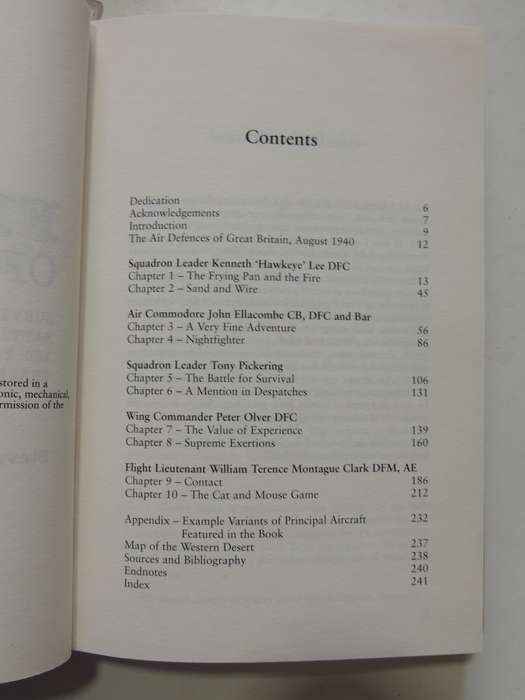 stored in a
onic, mechanical,
rmission of the
Contents
Dedication 6
Acknowledgements 7
Introduction 9
The Air Defences of Great Britain, August 1940 12
Squadron Leader Kenneth ‘Hawkeye’ Lee DFC
Chapter 1 – The Frying Pan and the Fire 13
Chapter 2 – Sand and Wire 45
Air Commodore John Ellacombe CB, DFC and Bar
Chapter 3 – A Very Fine Adventure 56
Chapter 4 – Nightfighter 86
Squadron Leader Tony Pickering
Chapter 5 – The Battle for Survival 106
Chapter 6 – A Mention in Despatches 131
Wing Commander Peter Olver DFC
Chapter 7 – The Value of Experience 139
Chapter 8 – Supreme Exertions 160
Flight Lieutenant William Terence Montague Clark DFM, AE
Chapter 9 – Contact 186
Chapter 10 – The Cat and Mouse Game 212
Appendix – Example Variants of Principal Aircraft 232
Featured in the Book
Map of the Western Desert 237
Sources and Bibliography 238
Endnotes 240
Index 241